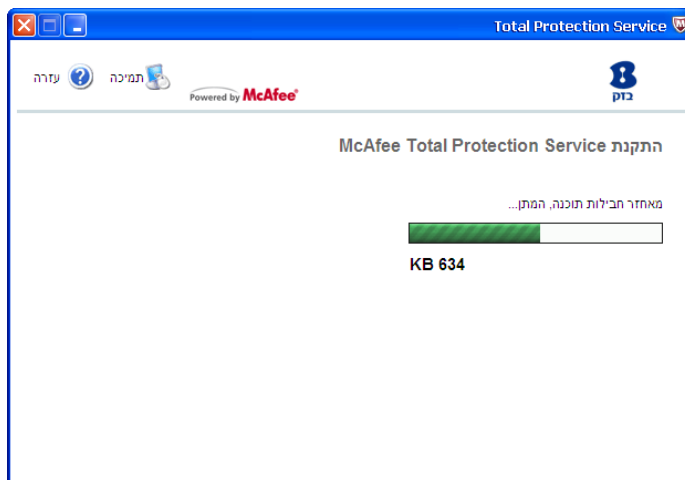 Total Protection Service
בזק
Powered by McAfee
תמיכה
עזרה
התקנת McAfee Total Protection Service
מאחזר חבילות תוכנה, המתן...
KB 634